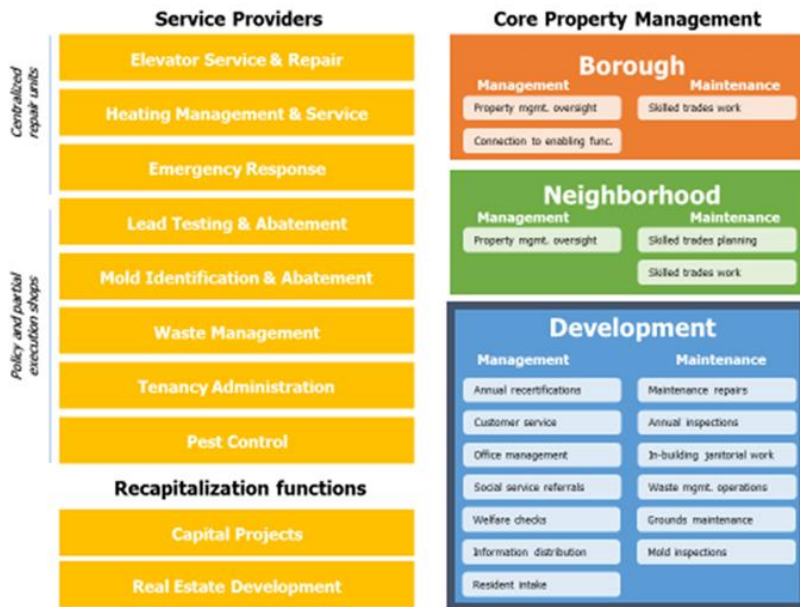 Service Providers
Centralized
repair units
Elevator Service & Repair
Heating Management & Service
Emergency Response
Policy and partial
execution shops
Lead Testing & Abatement
Mold Identification & Abatement
Waste Management
Tenancy Administration
Pest Control
Recapitalization functions
Capital Projects
Real Estate Development
Core Property Management
Borough
Management
Property mgmt. oversight
Connection to enabling func.
Maintenance
Skilled trades work
Neighborhood
Management
Property mgmt. oversight
Maintenance
Skilled trades planning
Skilled trades work
Development
Management
Annual recertifications
Customer service
Office management
Social service referrals
Welfare checks
Information distribution
Resident intake
Maintenance
Maintenance repairs
Annual inspections
In-building janitorial work
Waste mgmt. operations
Grounds maintenance
Mold inspections